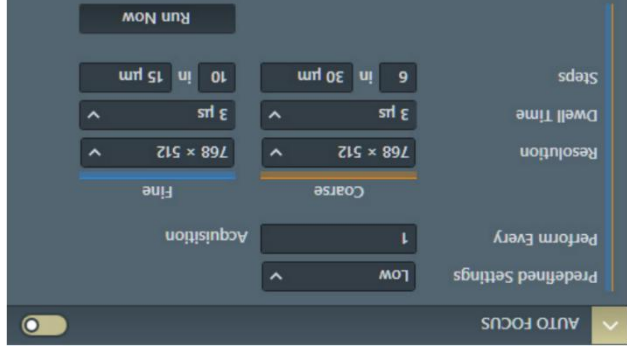 AUTO FOCUS
Predefined Settings Low
Perform Every 1 Acquisition
Coarse Fine
Resolution 768 × 512 768 × 512
Dwell Time 3 µs 3 µs
Steps 6 in 30 µm 10 in 15 µm
Run Now